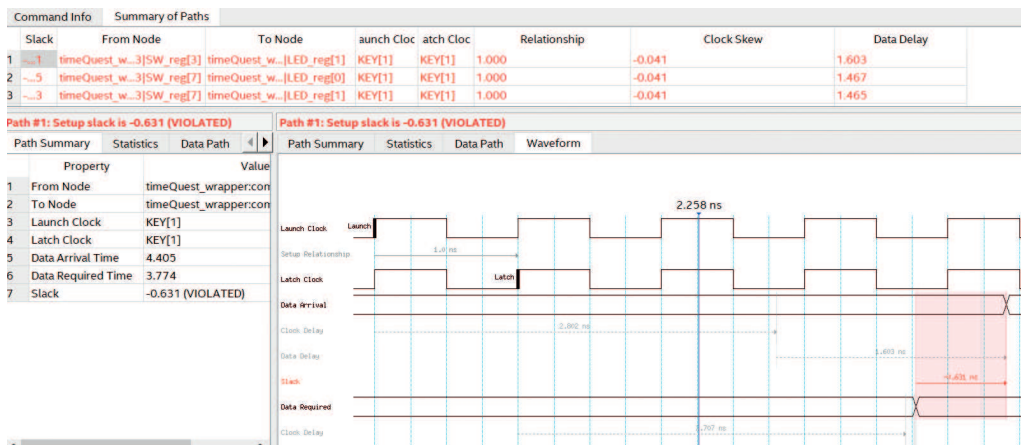 Command Info Summary of Paths
Slack From Node To Node aunch Cloc atch Cloc Relationship Clock Skew Data Delay
1 -...1 timeQuest_w...3|SW_reg[3] timeQuest_w...|LED_reg[1] KEY[1] KEY[1] 1.000 -0.041 1.603
2 -...5 timeQuest_w...3|SW_reg[7] timeQuest_w...|LED_reg[0] KEY[1] KEY[1] 1.000 -0.041 1.467
3 -...3 timeQuest_w...3|SW_reg[7] timeQuest_w...|LED_reg[1] KEY[1] KEY[1] 1.000 -0.041 1.465
Path #1: Setup slack is -0.631 (VIOLATED)
Path Summary Statistics Data Path
Property Value
1 From Node timeQuest_wrapper:con
2 To Node timeQuest_wrapper:con
3 Launch Clock KEY[1]
4 Latch Clock KEY[1]
5 Data Arrival Time 4.405
6 Data Required Time 3.774
7 Slack -0.631 (VIOLATED)
Path #1: Setup slack is -0.631 (VIOLATED)
Path Summary Statistics Data Path Waveform
2.258 ns
Launch Clock Launch
Setup Relationship 1.0 ns
Latch Clock Latch
Data Arrival
Clock Delay 2.802 ns
Data Delay 1.603 ns
Slack -0.631 ns
Data Required
Clock Delay 2.707 ns